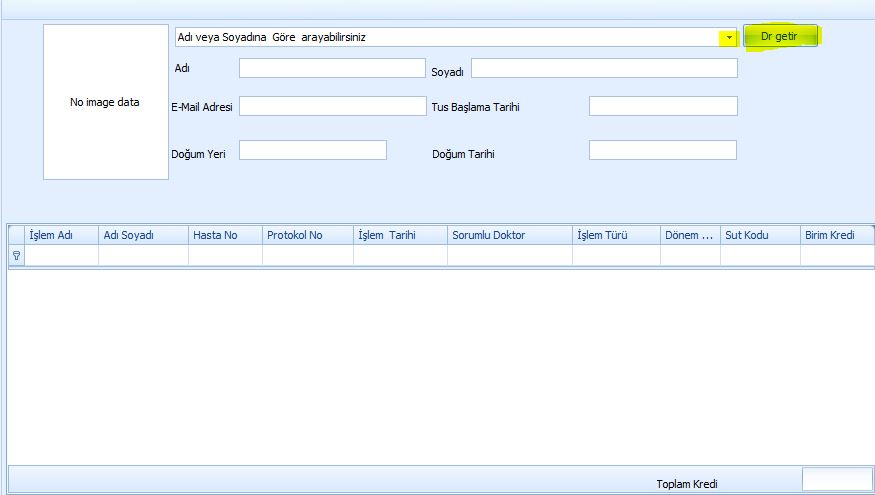 Adı veya Soyadına Göre arayabilirsiniz Dr getir
No image data
Adı Soyadı
E-Mail Adresi Tus Başlama Tarihi
Doğum Yeri Doğum Tarihi
İşlem Adı Adı Soyadı Hasta No Protokol No İşlem Tarihi Sorumlu Doktor İşlem Türü Dönem ... Sut Kodu Birim Kredi
Toplam Kredi